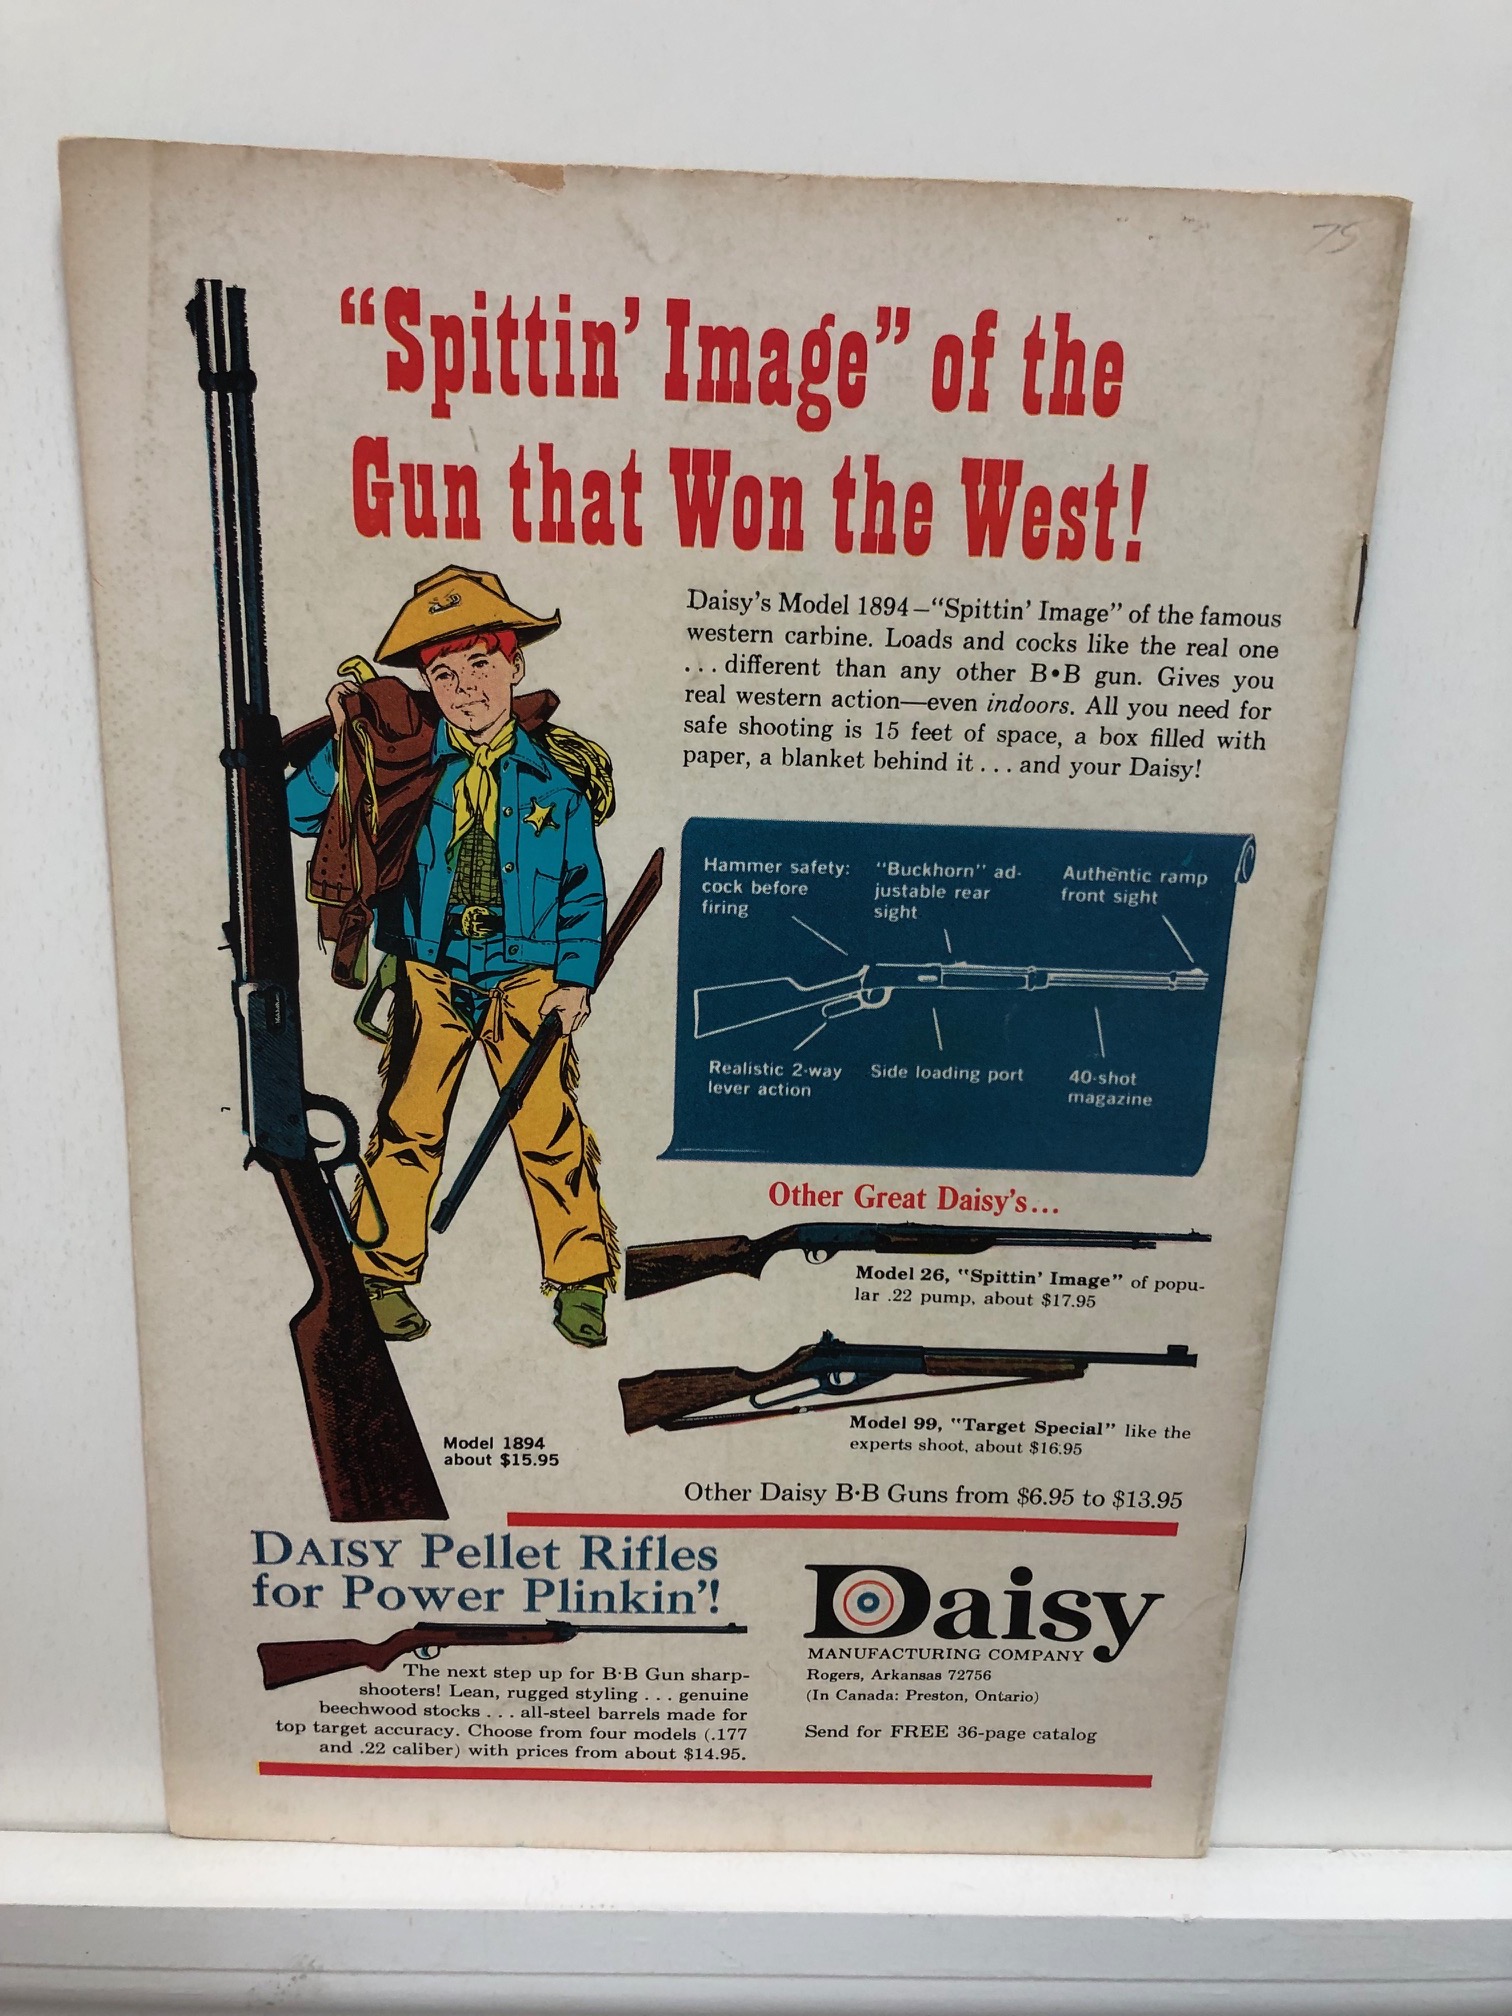 75
“Spittin’ Image” of the
Gun that Won the West!
Daisy’s Model 1894–“Spittin’ Image” of the famous
western carbine. Loads and cocks like the real one
... different than any other B•B gun. Gives you
real western action—even indoors. All you need for
safe shooting is 15 feet of space, a box filled with
paper, a blanket behind it . . . and your Daisy!
Hammer safety:
cock before
firing
“Buckhorn” ad-
justable rear
sight
Authentic ramp
front sight
Realistic 2-way
lever action
Side loading port
40-shot
magazine
Other Great Daisy’s...
Model 26, “Spittin’ Image” of popu-
lar .22 pump, about $17.95
Model 99, “Target Special” like the
experts shoot, about $16.95
Model 1894
about $15.95
Other Daisy B·B Guns from $6.95 to $13.95
DAISY Pellet Rifles
for Power Plinkin’!
The next step up for B·B Gun sharp-
shooters! Lean, rugged styling . . . genuine
beechwood stocks . . . all-steel barrels made for
top target accuracy. Choose from four models (.177
and .22 caliber) with prices from about $14.95.
Daisy
MANUFACTURING COMPANY
Rogers, Arkansas 72756
(In Canada: Preston, Ontario)
Send for FREE 36-page catalog